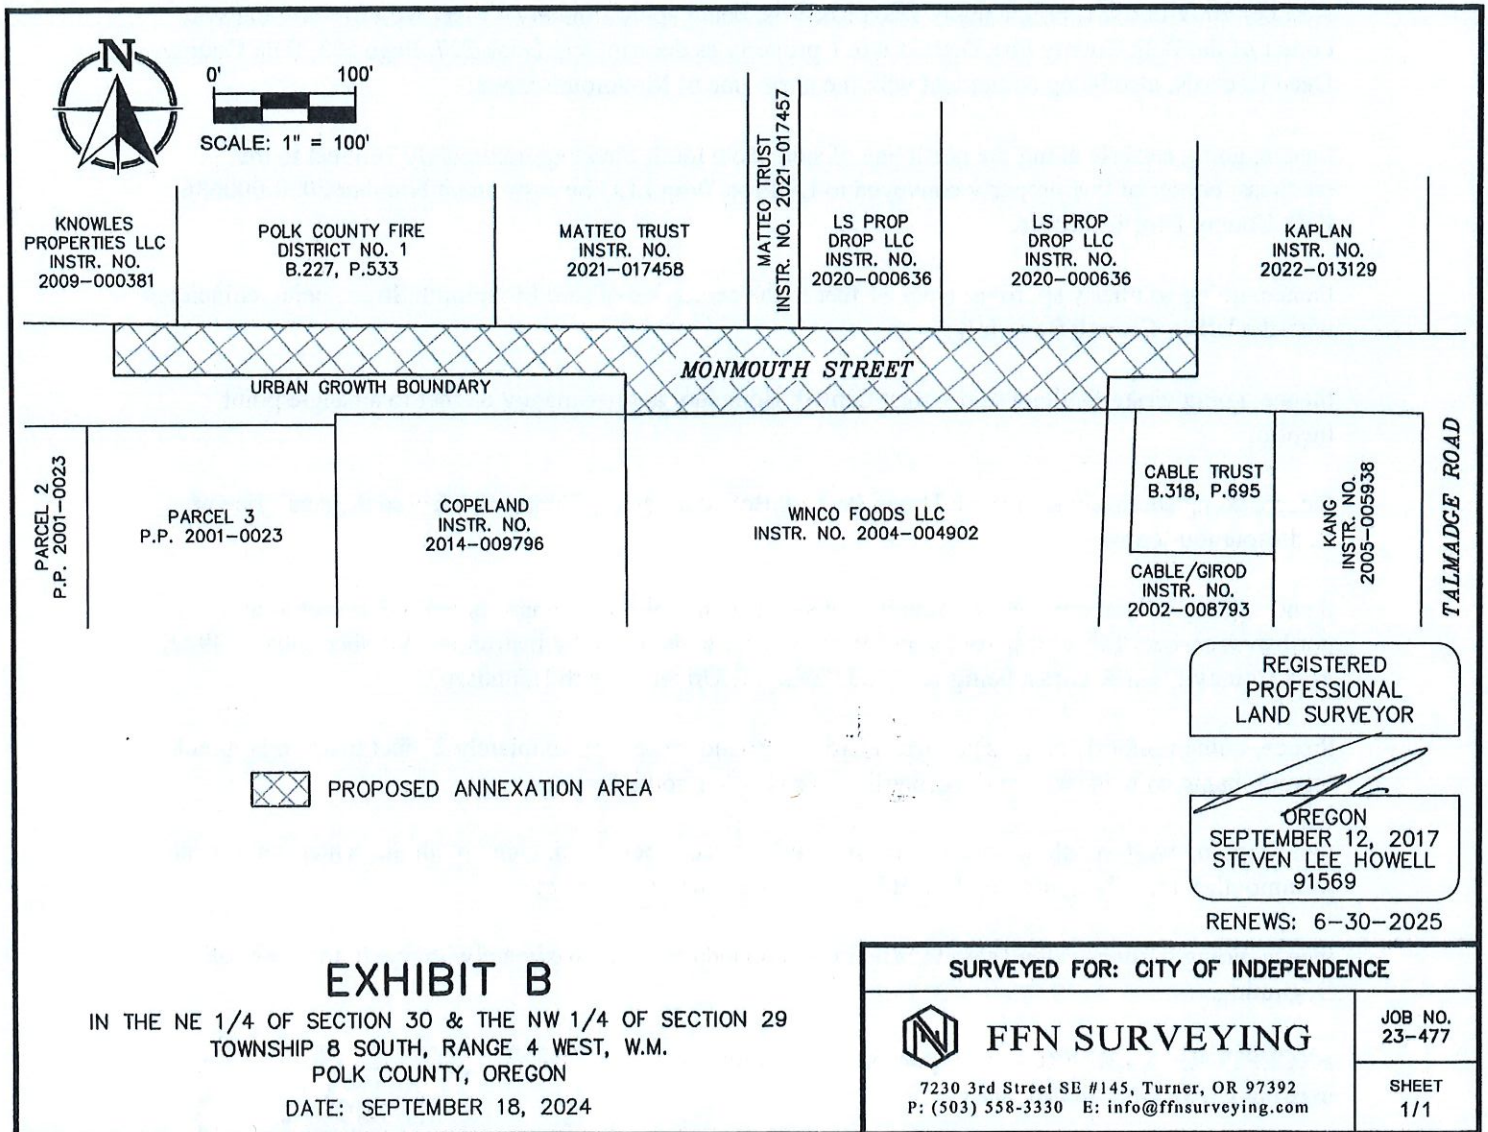 N
0' 100'
SCALE: 1" = 100'
KNOWLES
PROPERTIES LLC
INSTR. NO.
2009-000381
POLK COUNTY FIRE
DISTRICT NO. 1
B.227, P.533
MATTEO TRUST
INSTR. NO.
2021-017458
MATTEO TRUST
INSTR. NO. 2021-017457
LS PROP
DROP LLC
INSTR. NO.
2020-000636
LS PROP
DROP LLC
INSTR. NO.
2020-000636
KAPLAN
INSTR. NO.
2022-013129
MONMOUTH STREET
URBAN GROWTH BOUNDARY
PARCEL 2
P.P. 2001-0023
PARCEL 3
P.P. 2001-0023
COPELAND
INSTR. NO.
2014-009796
WINCO FOODS LLC
INSTR. NO. 2004-004902
CABLE TRUST
B.318, P.695
CABLE/GIROD
INSTR. NO.
2002-008793
KANG
INSTR. NO.
2005-005938
TALMADGE ROAD
PROPOSED ANNEXATION AREA
REGISTERED
PROFESSIONAL
LAND SURVEYOR
OREGON
SEPTEMBER 12, 2017
STEVEN LEE HOWELL
91569
RENEWS: 6-30-2025
EXHIBIT B
IN THE NE 1/4 OF SECTION 30 & THE NW 1/4 OF SECTION 29
TOWNSHIP 8 SOUTH, RANGE 4 WEST, W.M.
POLK COUNTY, OREGON
DATE: SEPTEMBER 18, 2024
SURVEYED FOR: CITY OF INDEPENDENCE
FFN SURVEYING
7230 3rd Street SE #145, Turner, OR 97392
P: (503) 558-3330 E: info@ffnsurveying.com
JOB NO.
23-477
SHEET
1/1